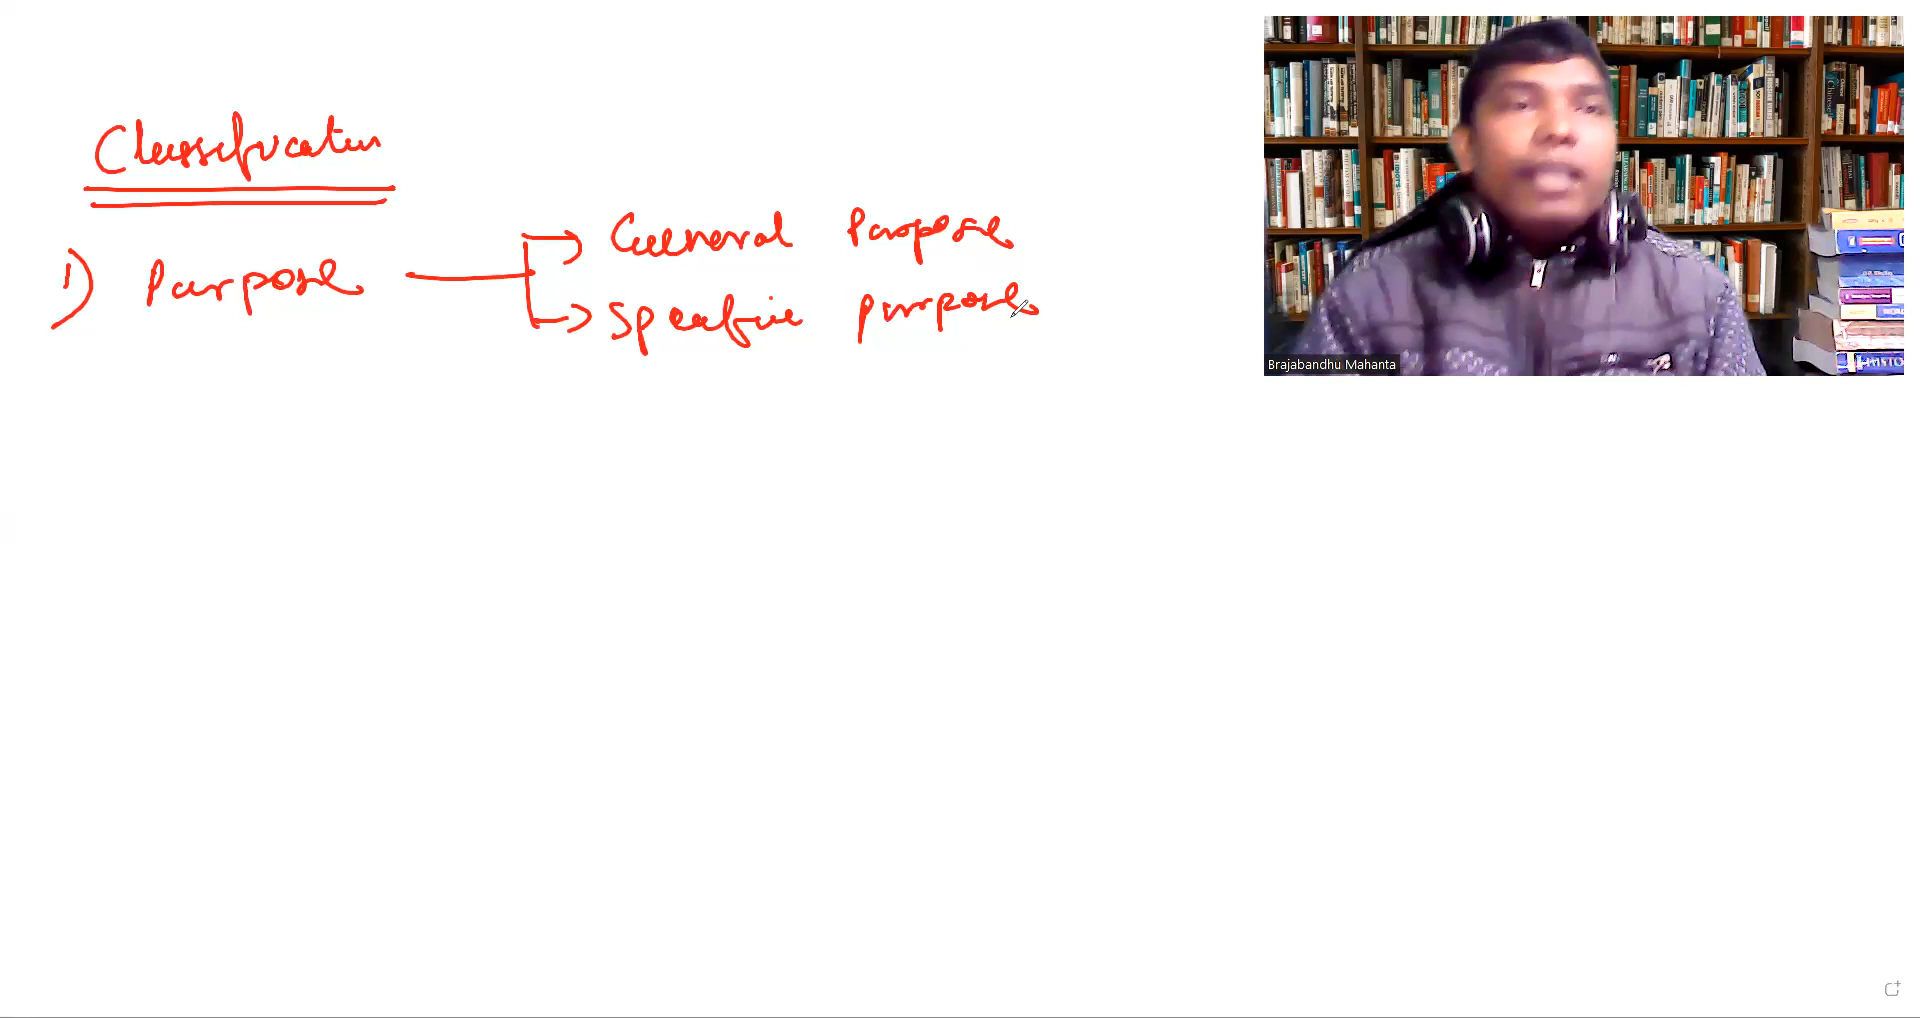 Classification
1) Purpose
General Purpose
Specific purpose
Brajabandhu Mahanta